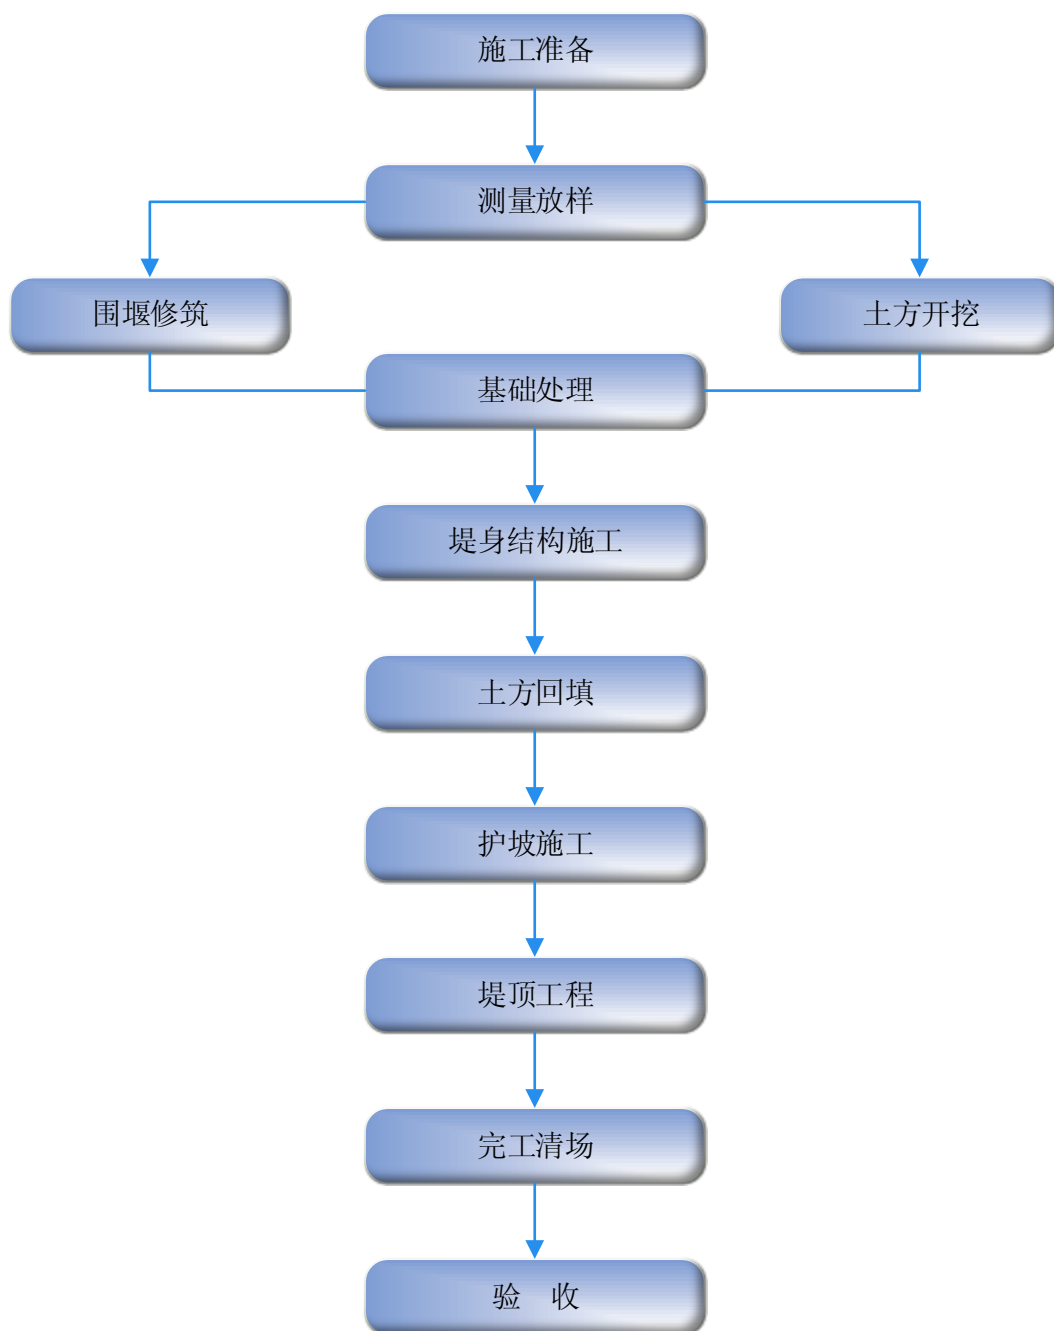 施工准备
测量放样
围堰修筑
土方开挖
基础处理
堤身结构施工
土方回填
护坡施工
堤顶工程
完工清场
验 收